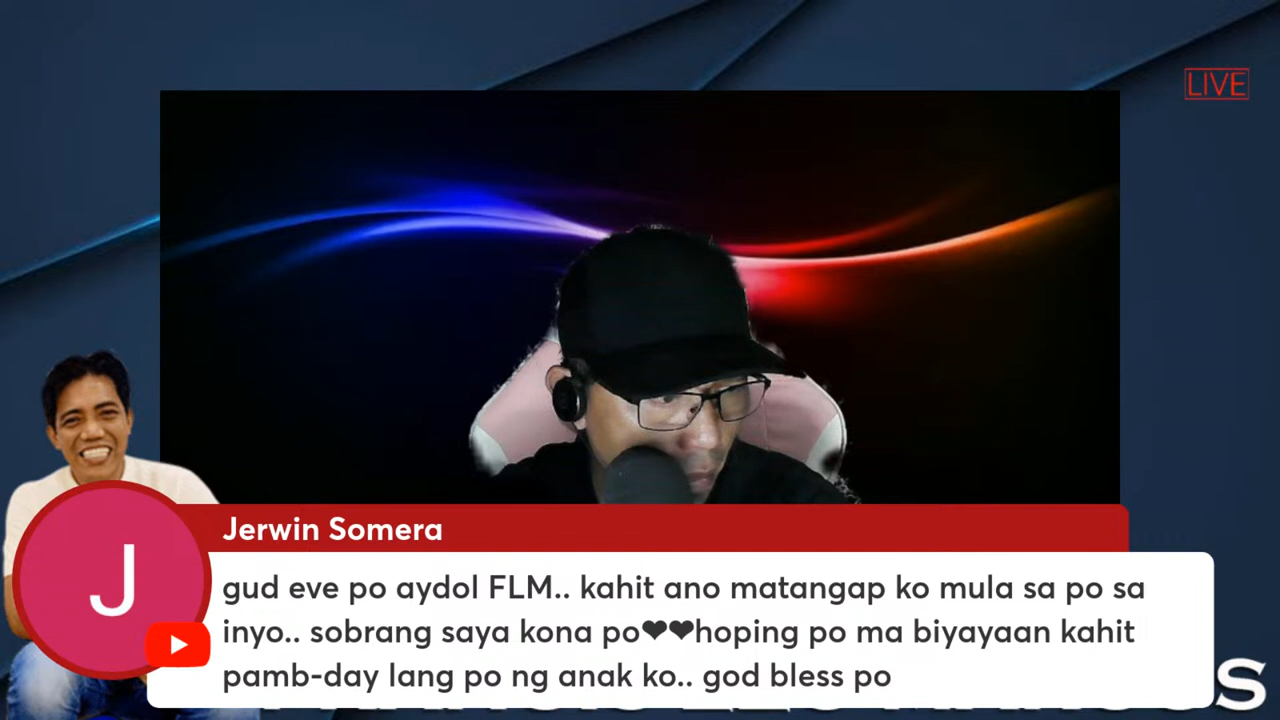 LIVE
Jerwin Somera
J
gud eve po aydol FLM.. kahit ano matangap ko mula sa po sa
inyo.. sobrang saya kona po❤❤hoping po ma biyayaan kahit
pamb-day lang po ng anak ko.. god bless po